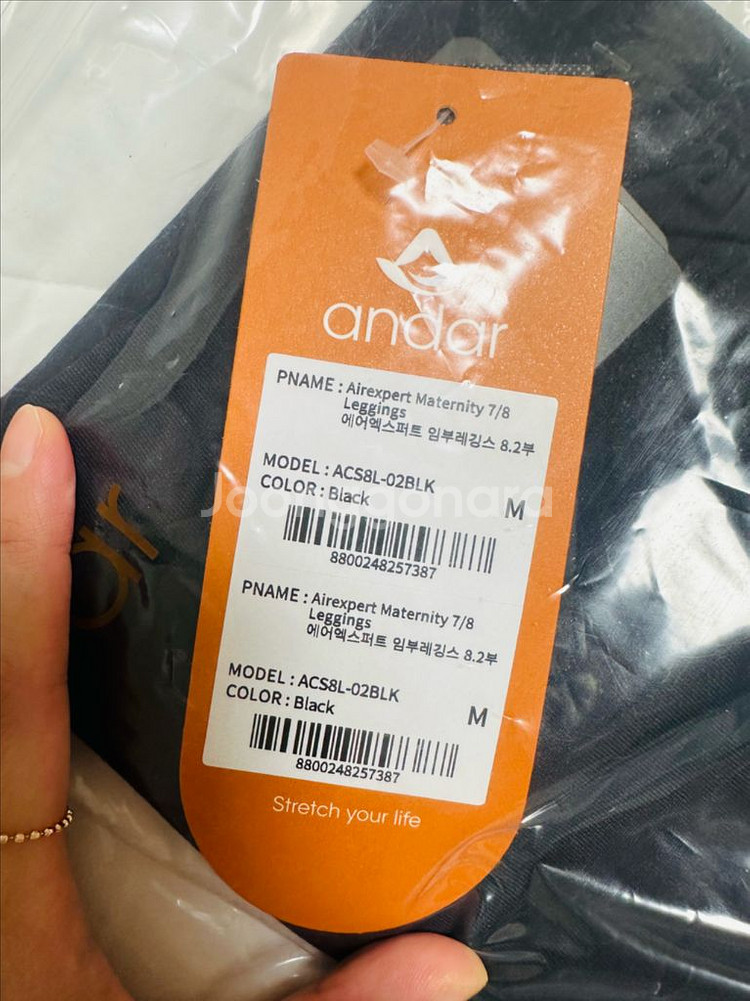 andar
PNAME : Airexpert Maternity 7/8
Leggings
에어엑스퍼트 임부레깅스 8.2부
MODEL : ACS8L-02BLK
COLOR : Black
M
8800248257387
PNAME : Airexpert Maternity 7/8
Leggings
에어엑스퍼트 임부레깅스 8.2부
MODEL : ACS8L-02BLK
COLOR : Black
M
8800248257387
Stretch your life
Joonggonara
ar